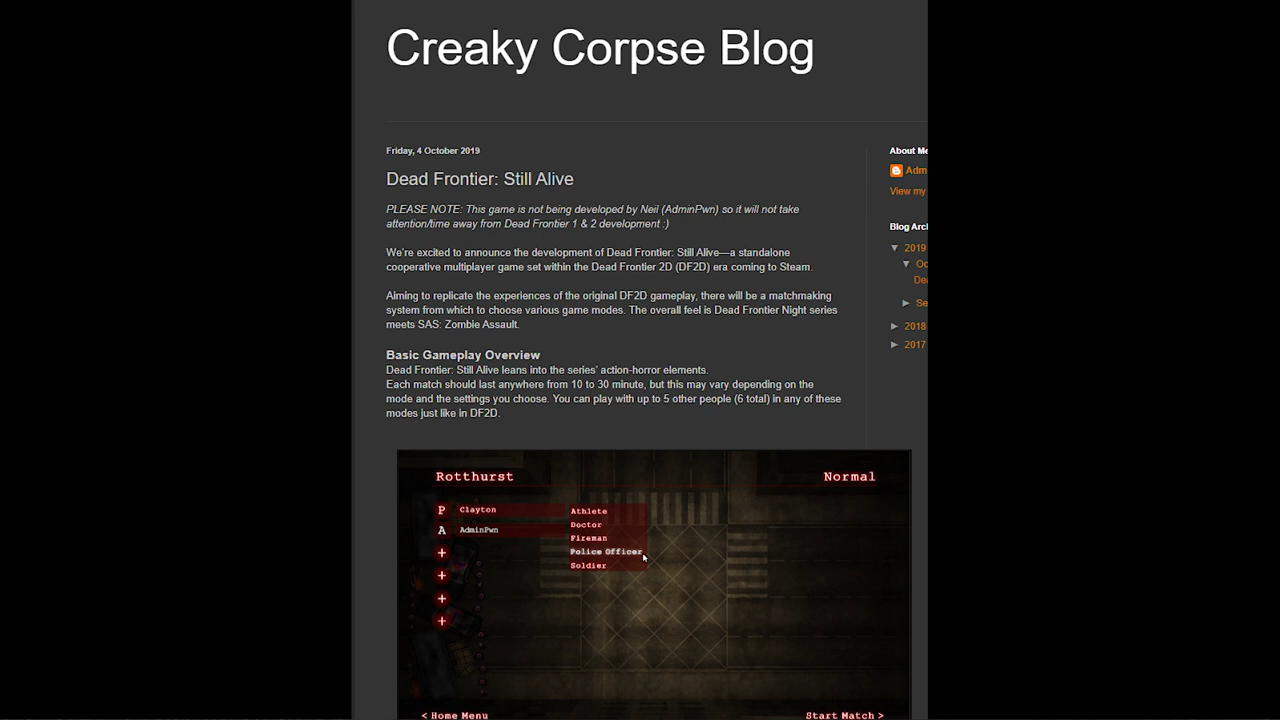 Creaky Corpse Blog
Friday, 4 October 2019
Dead Frontier: Still Alive
PLEASE NOTE: This game is not being developed by Neil (AdminPwn) so it will not take
attention/time away from Dead Frontier 1 & 2 development :)
We're excited to announce the development of Dead Frontier: Still Alive—a standalone
cooperative multiplayer game set within the Dead Frontier 2D (DF2D) era coming to Steam.
Aiming to replicate the experiences of the original DF2D gameplay, there will be a matchmaking
system from which to choose various game modes. The overall feel is Dead Frontier Night series
meets SAS: Zombie Assault.
Basic Gameplay Overview
Dead Frontier: Still Alive leans into the series' action-horror elements.
Each match should last anywhere from 10 to 30 minute, but this may vary depending on the
mode and the settings you choose. You can play with up to 5 other people (6 total) in any of these
modes just like in DF2D.
About Me
Adm
View my
Blog Arc
2019
Oc
De
Se
2018
2017
Rotthurst
Normal
P Clayton
A AdminPwn
+
+
+
+
Athlete
Doctor
Fireman
Police Officer
Soldier
< Home Menu
Start Match >